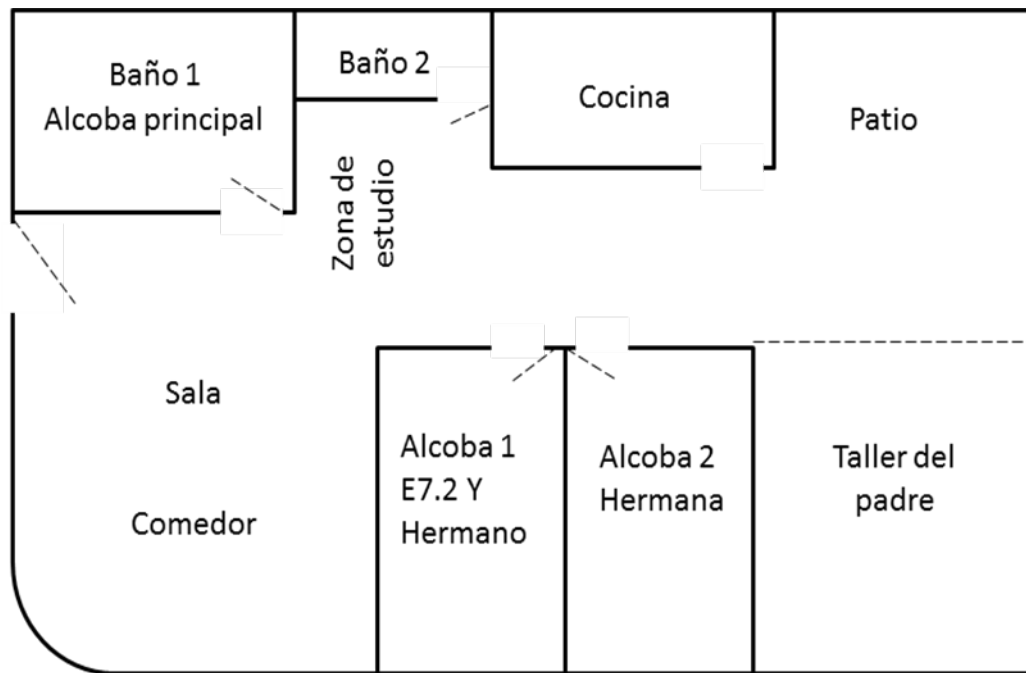 Baño 1
Alcoba principal
Baño 2
Cocina
Patio
Zona de
estudio
Sala
Comedor
Alcoba 1
E7.2 Y
Hermano
Alcoba 2
Hermana
Taller del
padre